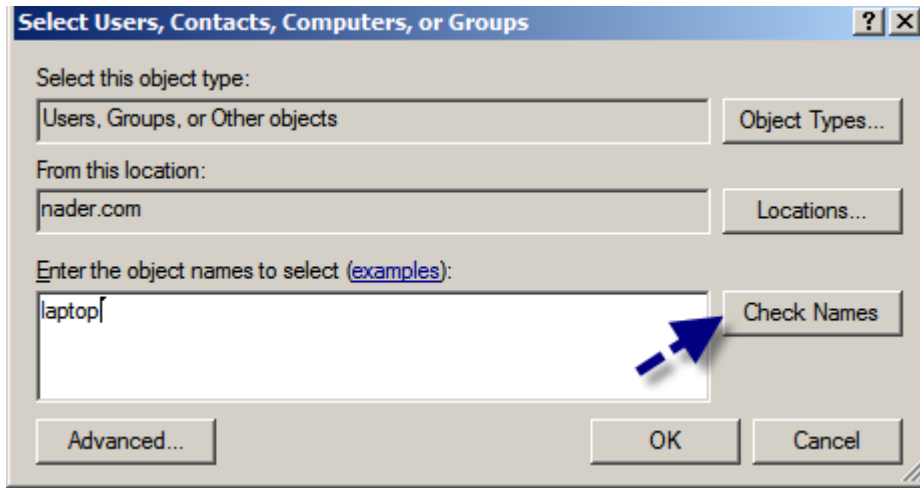 Select Users, Contacts, Computers, or Groups
Select this object type:
Users, Groups, or Other objects
Object Types...
From this location:
nader.com
Locations...
Enter the object names to select (examples):
laptop
Check Names
Advanced...
OK
Cancel